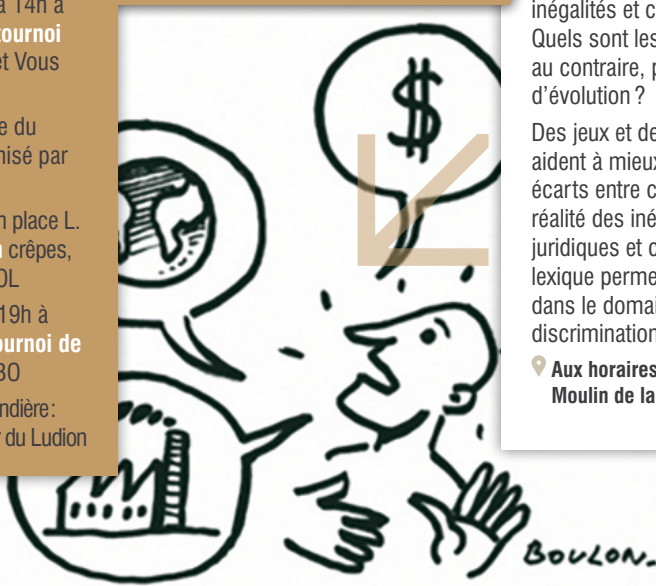 à 14h à
tournoi
et Vous
e du
nisé par
n place L.
crêpes,
OL
19h à
ournoi de
BO
ndière :
r du Ludion
$
inégalités et c
Quels sont les
au contraire, p
d'évolution ?
Des jeux et de
aident à mieux
écarts entre c
réalité des iné
juridiques et c
lexique perme
dans le domai
discrimination
Aux horaires
Moulin de la
BOULON_